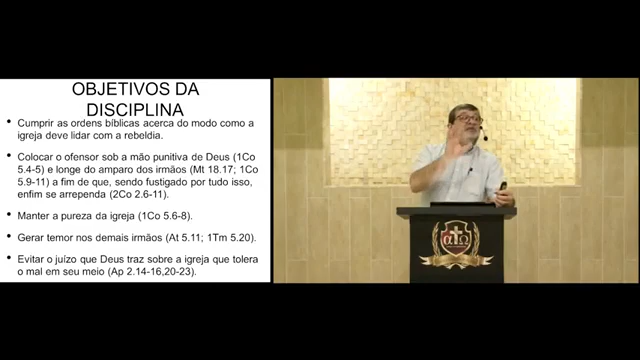 OBJETIVOS DA
DISCIPLINA
• Cumprir as ordens bíblicas acerca do modo como a
igreja deve lidar com a rebeldia.
• Colocar o ofensor sob a mão punitiva de Deus (1Co
5.4-5) e longe do amparo dos irmãos (Mt 18.17; 1Co
5.9-11) a fim de que, sendo fustigado por tudo isso,
enfim se arrependa (2Co 2.6-11).
• Manter a pureza da igreja (1Co 5.6-8).
• Gerar temor nos demais irmãos (At 5.11; 1Tm 5.20).
• Evitar o juízo que Deus traz sobre a igreja que tolera
o mal em seu meio (Ap 2.14-16,20-23).
α Ω